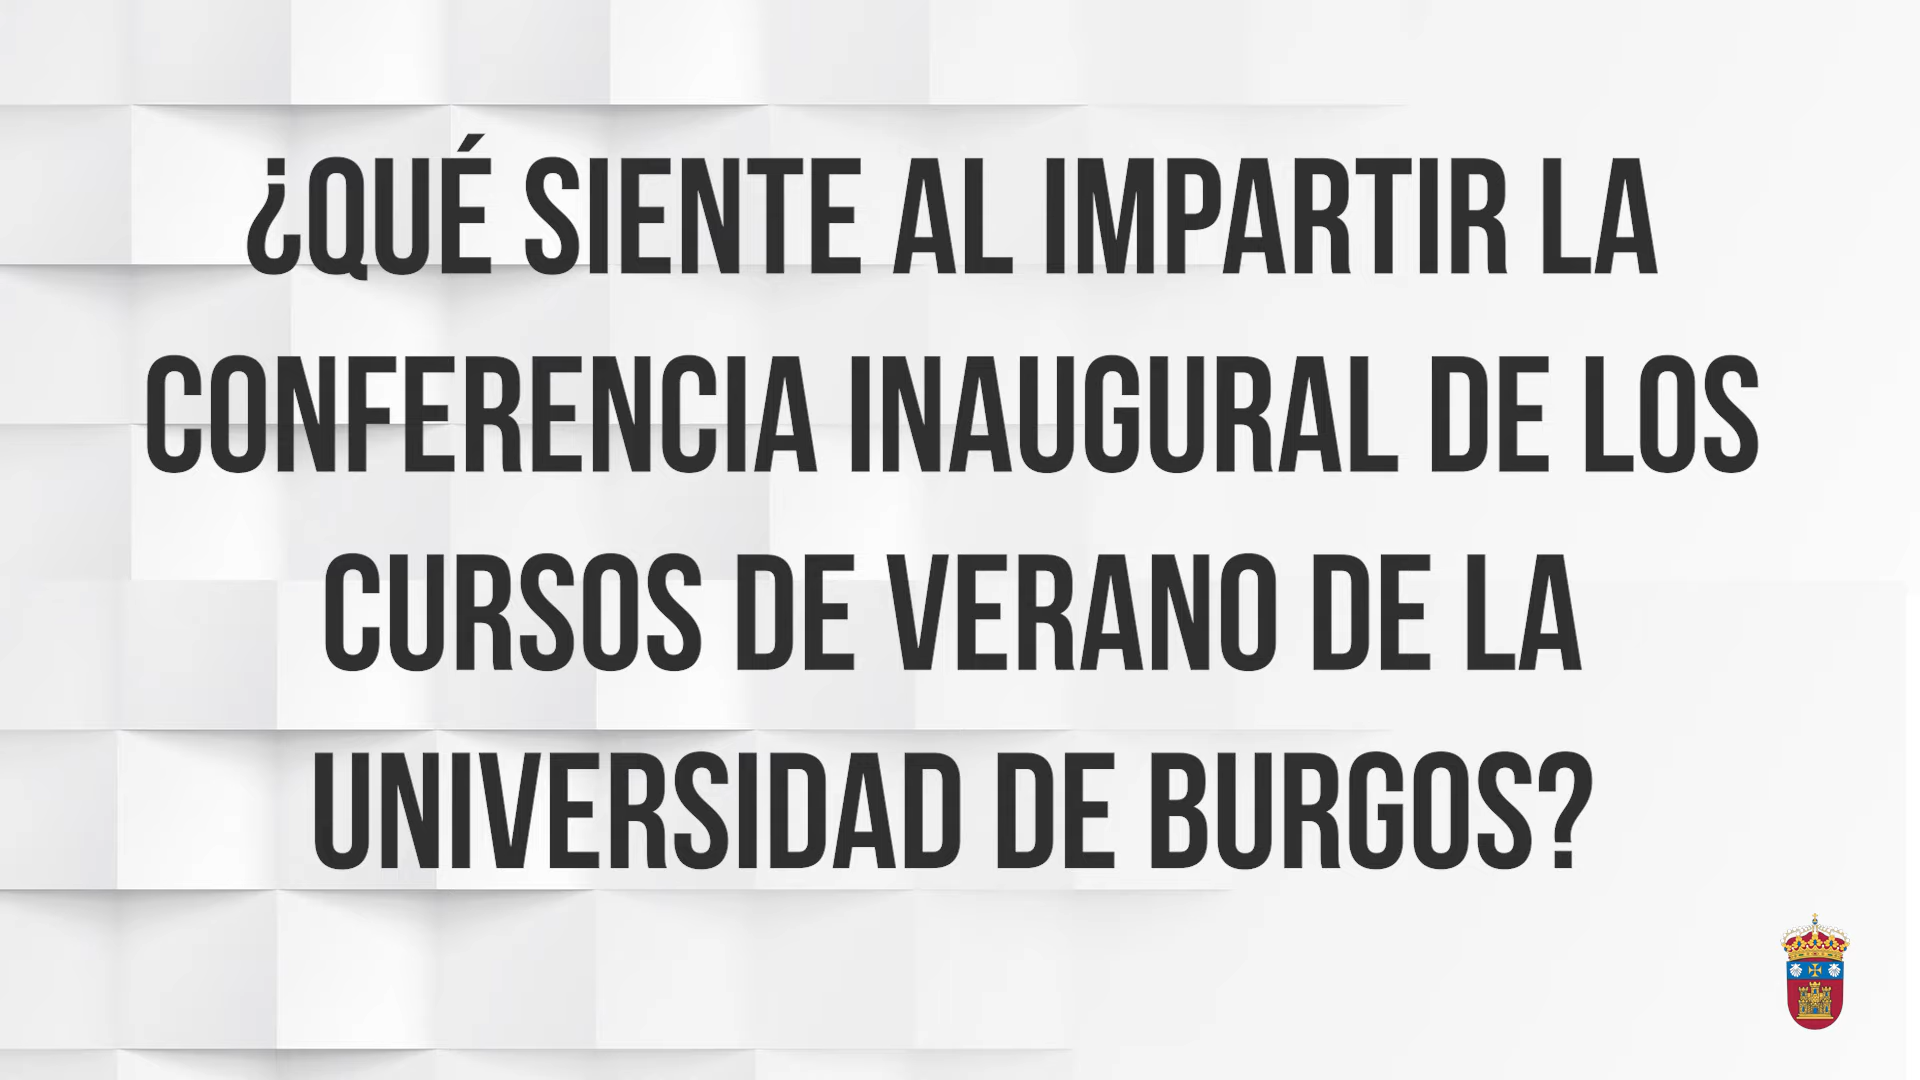 ¿QUÉ SIENTE AL IMPARTIR LA
CONFERENCIA INAUGURAL DE LOS
CURSOS DE VERANO DE LA
UNIVERSIDAD DE BURGOS?